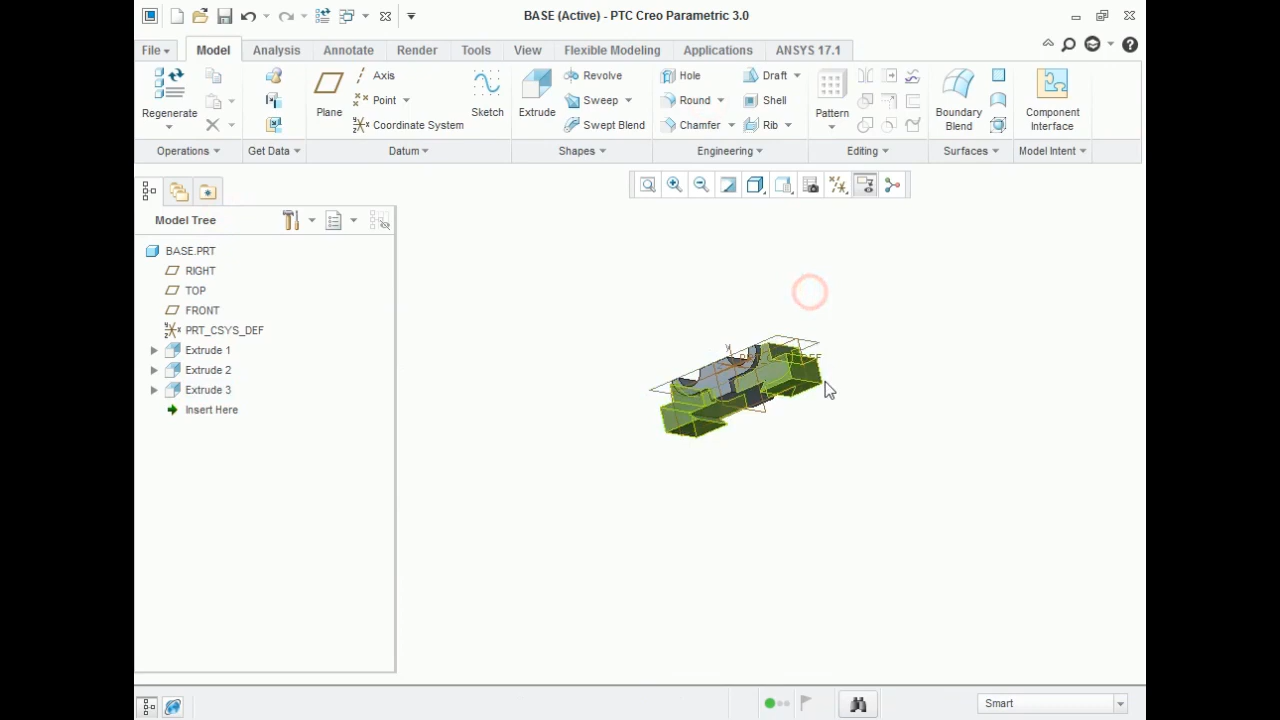 BASE (Active) - PTC Creo Parametric 3.0
File Model Analysis Annotate Render Tools View Flexible Modeling Applications ANSYS 17.1
Regenerate
Plane
Axis
Point
Coordinate System
Sketch
Extrude
Revolve
Sweep
Swept Blend
Hole
Round
Chamfer
Draft
Shell
Rib
Pattern
Boundary
Blend
Component
Interface
Operations Get Data Datum Shapes Engineering Editing Surfaces Model Intent
Model Tree
BASE.PRT
RIGHT
TOP
FRONT
PRT_CSYS_DEF
Extrude 1
Extrude 2
Extrude 3
Insert Here
Smart